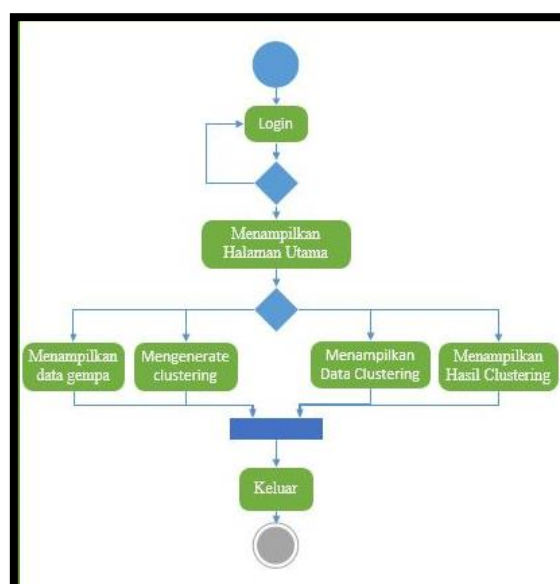 Login
Menampilkan
Halaman Utama
Menampilkan
data gempa
Mengenerate
clustering
Menampilkan
Data Clustering
Menampilkan
Hasil Clustering
Keluar